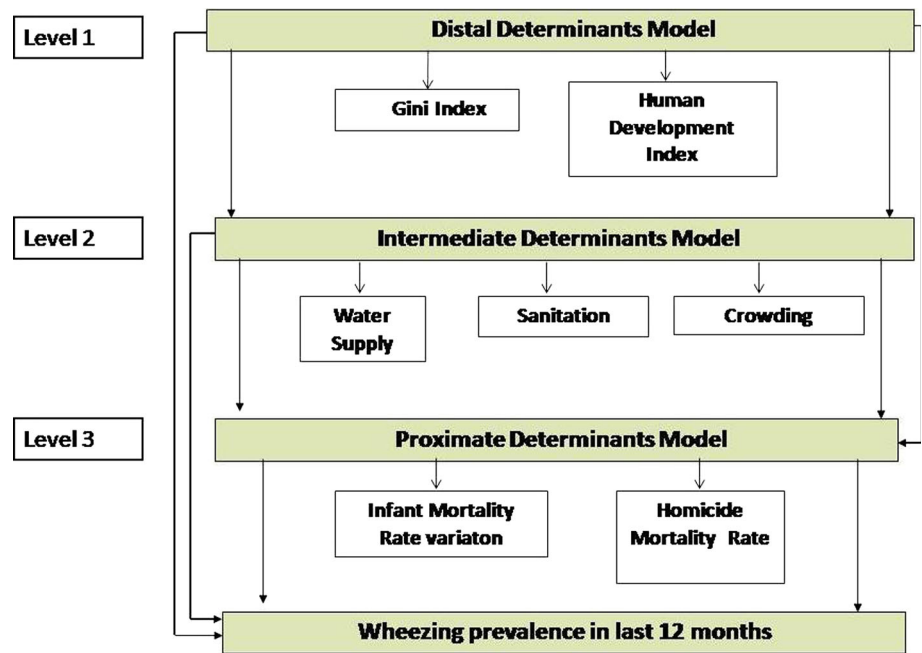 Level 1
Distal Determinants Model
Gini Index
Human
Development
Index
Level 2
Intermediate Determinants Model
Water
Supply
Sanitation
Crowding
Level 3
Proximate Determinants Model
Infant Mortality
Rate variaton
Homicide
Mortality Rate
Wheezing prevalence in last 12 months